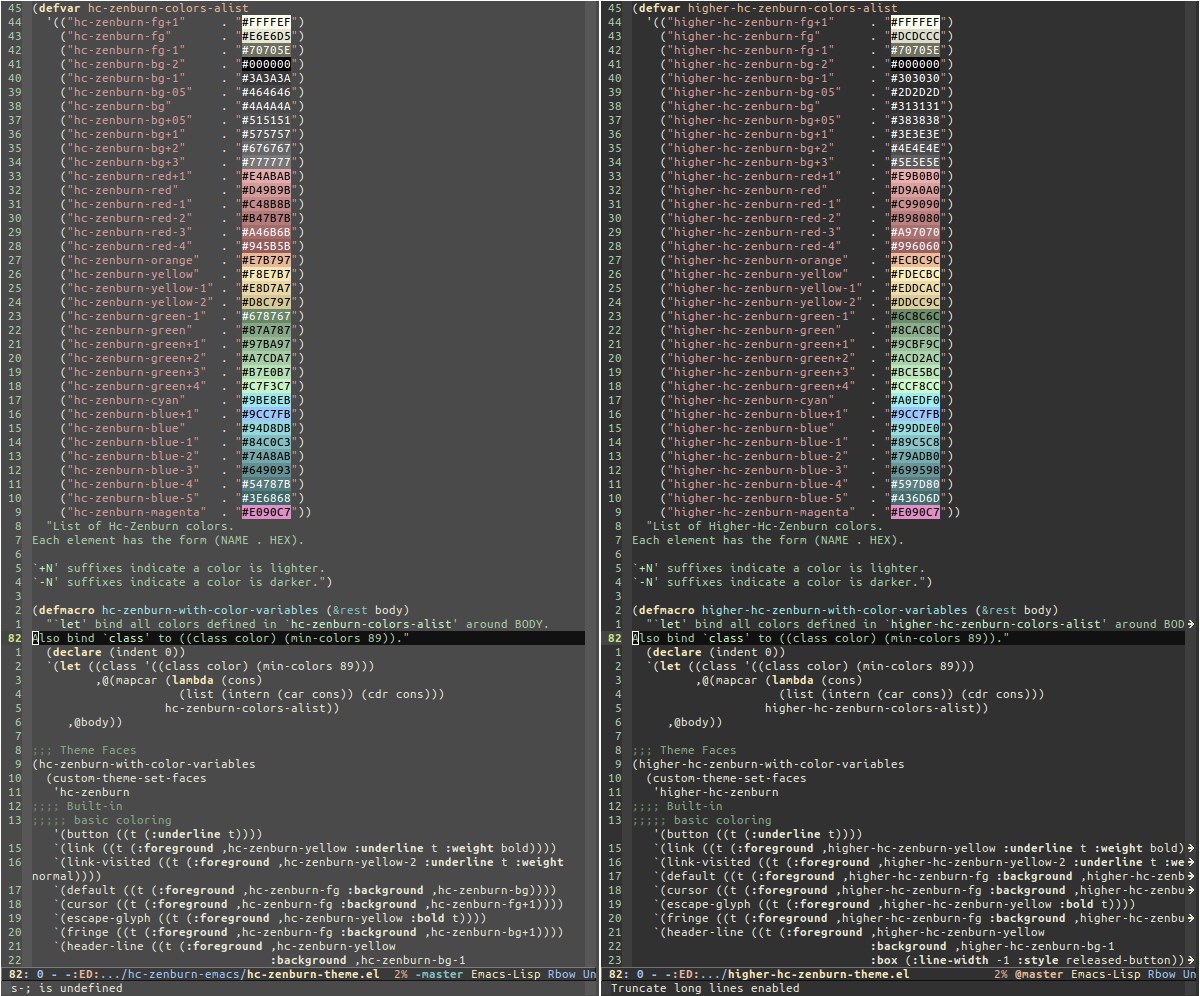 45 (defvar hc-zenburn-colors-alist
44   '(("hc-zenburn-fg+1"     . "#FFFFEF")
43     ("hc-zenburn-fg"       . "#E6E6D5")
42     ("hc-zenburn-fg-1"     . "#70705E")
41     ("hc-zenburn-bg-2"     . "#000000")
40     ("hc-zenburn-bg-1"     . "#3A3A3A")
39     ("hc-zenburn-bg-05"    . "#464646")
38     ("hc-zenburn-bg"       . "#4A4A4A")
37     ("hc-zenburn-bg+05"    . "#515151")
36     ("hc-zenburn-bg+1"     . "#575757")
35     ("hc-zenburn-bg+2"     . "#676767")
34     ("hc-zenburn-bg+3"     . "#777777")
33     ("hc-zenburn-red+1"    . "#E4ABAB")
32     ("hc-zenburn-red"      . "#D49B9B")
31     ("hc-zenburn-red-1"    . "#C48B8B")
30     ("hc-zenburn-red-2"    . "#B47B7B")
29     ("hc-zenburn-red-3"    . "#A46B6B")
28     ("hc-zenburn-red-4"    . "#945B5B")
27     ("hc-zenburn-orange"   . "#E7B797")
26     ("hc-zenburn-yellow"   . "#F8E7B7")
25     ("hc-zenburn-yellow-1" . "#E8D7A7")
24     ("hc-zenburn-yellow-2" . "#D8C797")
23     ("hc-zenburn-green-1"  . "#678767")
22     ("hc-zenburn-green"    . "#87A787")
21     ("hc-zenburn-green+1"  . "#97BA97")
20     ("hc-zenburn-green+2"  . "#A7CDA7")
19     ("hc-zenburn-green+3"  . "#B7E0B7")
18     ("hc-zenburn-green+4"  . "#C7F3C7")
17     ("hc-zenburn-cyan"     . "#9BE8EB")
16     ("hc-zenburn-blue+1"   . "#9CC7FB")
15     ("hc-zenburn-blue"     . "#94D8DB")
14     ("hc-zenburn-blue-1"   . "#84C0C3")
13     ("hc-zenburn-blue-2"   . "#74A8AB")
12     ("hc-zenburn-blue-3"   . "#649093")
11     ("hc-zenburn-blue-4"   . "#54787B")
10     ("hc-zenburn-blue-5"   . "#3E6868")
9     ("hc-zenburn-magenta"  . "#E090C7"))
8   "List of Hc-Zenburn colors.
7 Each element has the form (NAME . HEX).
6
5 `+N' suffixes indicate a color is lighter.
4 `-N' suffixes indicate a color is darker.")
3
2 (defmacro hc-zenburn-with-color-variables (&rest body)
1   "`let' bind all colors defined in `hc-zenburn-colors-alist' around BODY.
82 Also bind `class' to ((class color) (min-colors 89))."
1   (declare (indent 0))
2   `(let ((class '((class color) (min-colors 89)))
3          ,@(mapcar (lambda (cons)
4                      (list (intern (car cons)) (cdr cons)))
5                    hc-zenburn-colors-alist))
6      ,@body))
7
8 ;;; Theme Faces
9 (hc-zenburn-with-color-variables
10   (custom-theme-set-faces
11    'hc-zenburn
12 ;;;; Built-in
13 ;;;;; basic coloring
   '(button ((t (:underline t))))
15    `(link ((t (:foreground ,hc-zenburn-yellow :underline t :weight bold))))
16    `(link-visited ((t (:foreground ,hc-zenburn-yellow-2 :underline t :weight
normal))))
17    `(default ((t (:foreground ,hc-zenburn-fg :background ,hc-zenburn-bg))))
18    `(cursor ((t (:foreground ,hc-zenburn-fg :background ,hc-zenburn-fg+1))))
19    `(escape-glyph ((t (:foreground ,hc-zenburn-yellow :bold t))))
20    `(fringe ((t (:foreground ,hc-zenburn-fg :background ,hc-zenburn-bg+1))))
21    `(header-line ((t (:foreground ,hc-zenburn-yellow
22                                  :background ,hc-zenburn-bg-1
82: 0 - -:ED:.../hc-zenburn-emacs/hc-zenburn-theme.el  2% -master Emacs-Lisp Rbow Un
s-; is undefined
45 (defvar higher-hc-zenburn-colors-alist
44   '(("higher-hc-zenburn-fg+1"     . "#FFFFEF")
43     ("higher-hc-zenburn-fg"       . "#DCDCCC")
42     ("higher-hc-zenburn-fg-1"     . "#70705E")
41     ("higher-hc-zenburn-bg-2"     . "#000000")
40     ("higher-hc-zenburn-bg-1"     . "#303030")
39     ("higher-hc-zenburn-bg-05"    . "#2D2D2D")
38     ("higher-hc-zenburn-bg"       . "#313131")
37     ("higher-hc-zenburn-bg+05"    . "#383838")
36     ("higher-hc-zenburn-bg+1"     . "#3E3E3E")
35     ("higher-hc-zenburn-bg+2"     . "#4E4E4E")
34     ("higher-hc-zenburn-bg+3"     . "#5E5E5E")
33     ("higher-hc-zenburn-red+1"    . "#E9B0B0")
32     ("higher-hc-zenburn-red"      . "#D9A0A0")
31     ("higher-hc-zenburn-red-1"    . "#C99090")
30     ("higher-hc-zenburn-red-2"    . "#B98080")
29     ("higher-hc-zenburn-red-3"    . "#A97070")
28     ("higher-hc-zenburn-red-4"    . "#996060")
27     ("higher-hc-zenburn-orange"   . "#ECBC9C")
26     ("higher-hc-zenburn-yellow"   . "#FDECBC")
25     ("higher-hc-zenburn-yellow-1" . "#EDDCAC")
24     ("higher-hc-zenburn-yellow-2" . "#DDCC9C")
23     ("higher-hc-zenburn-green-1"  . "#6C8C6C")
22     ("higher-hc-zenburn-green"    . "#8CAC8C")
21     ("higher-hc-zenburn-green+1"  . "#9CBF9C")
20     ("higher-hc-zenburn-green+2"  . "#ACD2AC")
19     ("higher-hc-zenburn-green+3"  . "#BCE5BC")
18     ("higher-hc-zenburn-green+4"  . "#CCF8CC")
17     ("higher-hc-zenburn-cyan"     . "#A0EDF0")
16     ("higher-hc-zenburn-blue+1"   . "#9CC7FB")
15     ("higher-hc-zenburn-blue"     . "#99DDE0")
14     ("higher-hc-zenburn-blue-1"   . "#89C5C8")
13     ("higher-hc-zenburn-blue-2"   . "#79ADB0")
12     ("higher-hc-zenburn-blue-3"   . "#699598")
11     ("higher-hc-zenburn-blue-4"   . "#597D80")
10     ("higher-hc-zenburn-blue-5"   . "#436D6D")
9     ("higher-hc-zenburn-magenta"  . "#E090C7"))
8   "List of Higher-Hc-Zenburn colors.
7 Each element has the form (NAME . HEX).
6
5 `+N' suffixes indicate a color is lighter.
4 `-N' suffixes indicate a color is darker.")
3
2 (defmacro higher-hc-zenburn-with-color-variables (&rest body)
1   "`let' bind all colors defined in `higher-hc-zenburn-colors-alist' around BOD→
82 Also bind `class' to ((class color) (min-colors 89))."
1   (declare (indent 0))
2   `(let ((class '((class color) (min-colors 89)))
3          ,@(mapcar (lambda (cons)
4                      (list (intern (car cons)) (cdr cons)))
5                    higher-hc-zenburn-colors-alist))
6      ,@body))
7
8 ;;; Theme Faces
9 (higher-hc-zenburn-with-color-variables
10   (custom-theme-set-faces
11    'higher-hc-zenburn
12 ;;;; Built-in
13 ;;;;; basic coloring
   '(button ((t (:underline t))))
15    `(link ((t (:foreground ,higher-hc-zenburn-yellow :underline t :weight bold)→
16    `(link-visited ((t (:foreground ,higher-hc-zenburn-yellow-2 :underline t :we→
17    `(default ((t (:foreground ,higher-hc-zenburn-fg :background ,higher-hc-zenb→
18    `(cursor ((t (:foreground ,higher-hc-zenburn-fg :background ,higher-hc-zenbu→
19    `(escape-glyph ((t (:foreground ,higher-hc-zenburn-yellow :bold t))))
20    `(fringe ((t (:foreground ,higher-hc-zenburn-fg :background ,higher-hc-zenbu→
21    `(header-line ((t (:foreground ,higher-hc-zenburn-yellow
22                                  :background ,higher-hc-zenburn-bg-1
23                                  :box (:line-width -1 :style released-button))→
82: 0 - -:ED:.../higher-hc-zenburn-theme.el            2% @master Emacs-Lisp Rbow Un
Truncate long lines enabled